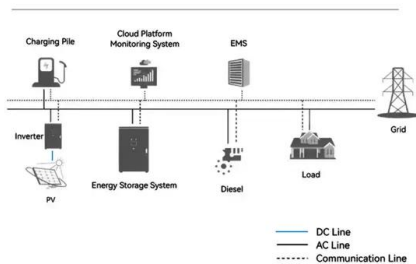 Charging Pile
Cloud Platform
Monitoring System
EMS
Grid
Inverter
PV
Energy Storage System
Diesel
Load
DC Line
AC Line
Communication Line